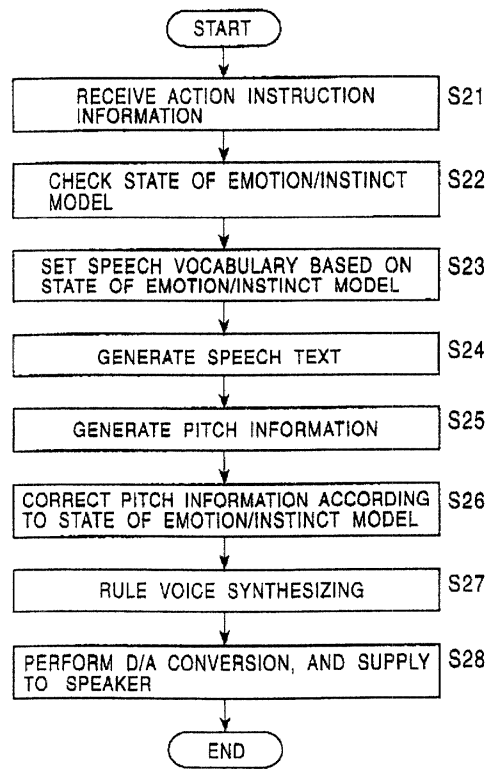 START
RECEIVE ACTION INSTRUCTION
INFORMATION
S21
CHECK STATE OF EMOTION/INSTINCT
MODEL
S22
SET SPEECH VOCABULARY BASED ON
STATE OF EMOTION/INSTINCT MODEL
S23
GENERATE SPEECH TEXT
S24
GENERATE PITCH INFORMATION
S25
CORRECT PITCH INFORMATION ACCORDING
TO STATE OF EMOTION/INSTINCT MODEL
S26
RULE VOICE SYNTHESIZING
S27
PERFORM D/A CONVERSION, AND SUPPLY
TO SPEAKER
S28
END